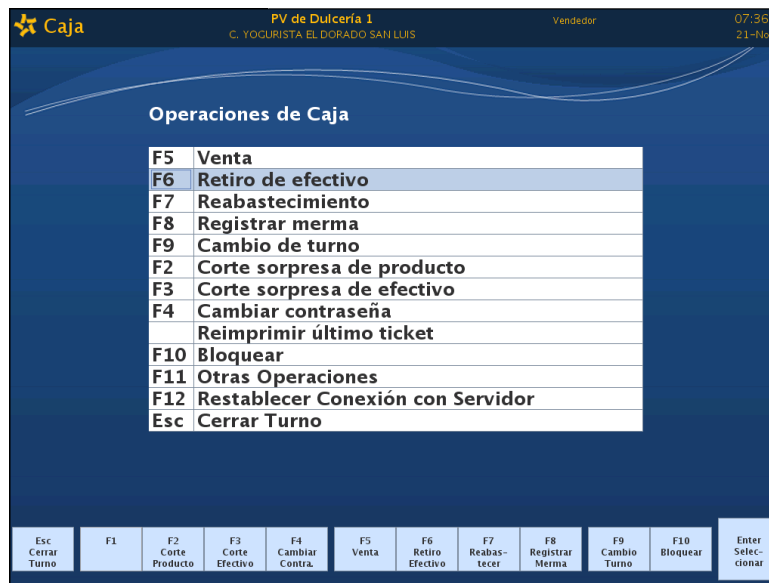 Caja
PV de Dulcería 1
C. YOGURISTA EL DORADO SAN LUIS
Vendedor
07:36
21-No
Operaciones de Caja
F5 Venta
F6 Retiro de efectivo
F7 Reabastecimiento
F8 Registrar merma
F9 Cambio de turno
F2 Corte sorpresa de producto
F3 Corte sorpresa de efectivo
F4 Cambiar contraseña
Reimprimir último ticket
F10 Bloquear
F11 Otras Operaciones
F12 Restablecer Conexión con Servidor
Esc Cerrar Turno
Esc
Cerrar
Turno
F1
F2
Corte
Producto
F3
Corte
Efectivo
F4
Cambiar
Contra.
F5
Venta
F6
Retiro
Efectivo
F7
Reabas-
tecer
F8
Registrar
Merma
F9
Cambio
Turno
F10
Bloquear
Enter
Selec-
cionar